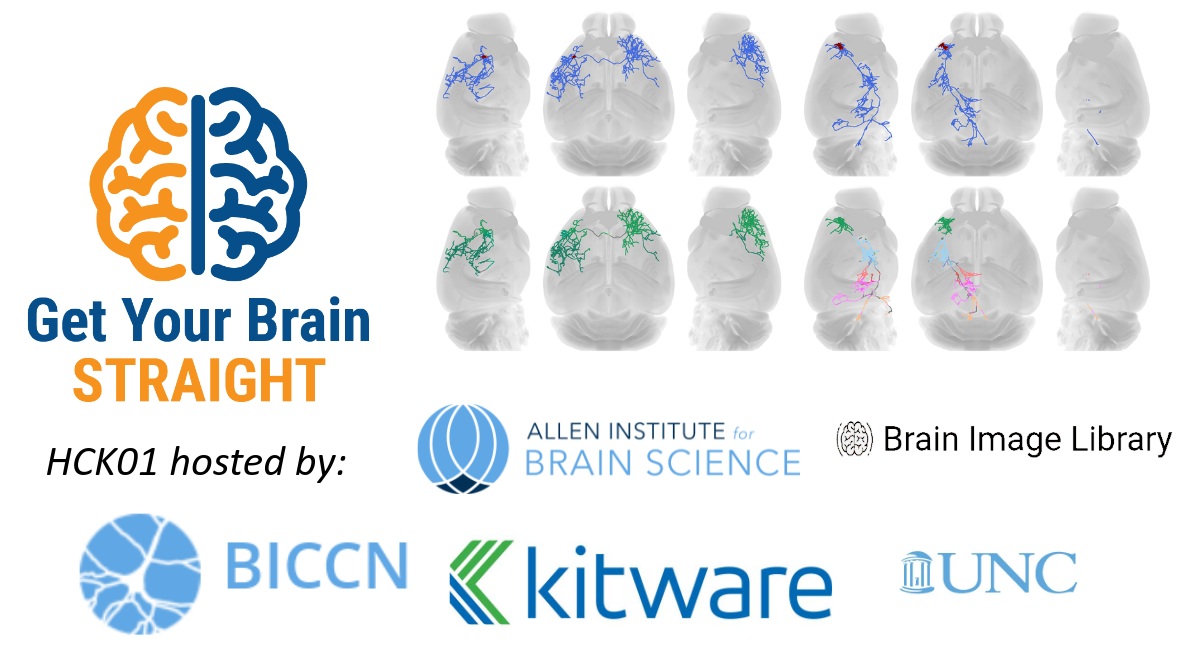 Get Your Brain
STRAIGHT
HCK01 hosted by:
ALLEN INSTITUTE for
BRAIN SCIENCE
Brain Image Library
BICCN
kitware
UNC